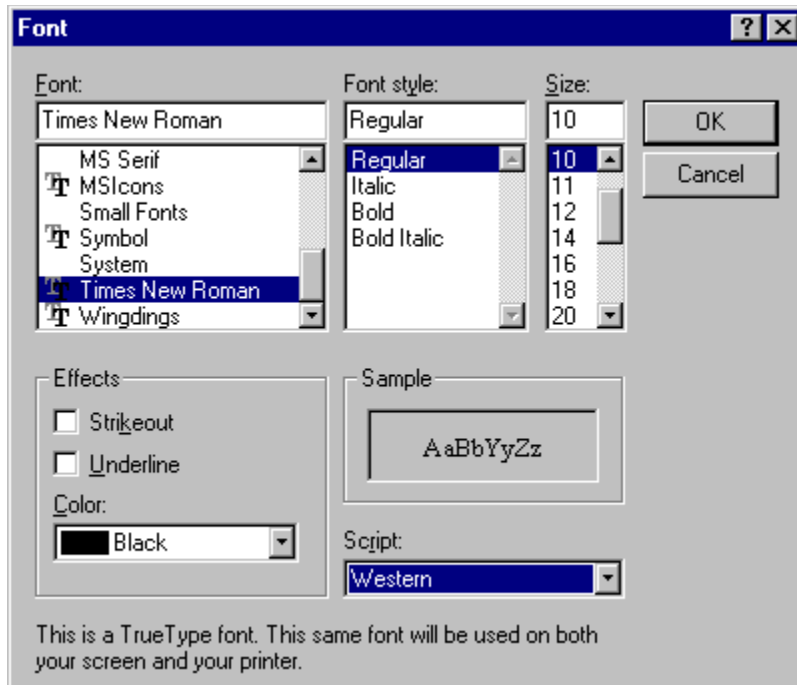 Font
Font:
Times New Roman
MS Serif
MSIcons
Small Fonts
Symbol
System
Times New Roman
Wingdings
Font style:
Regular
Regular
Italic
Bold
Bold Italic
Size:
10
10
11
12
14
16
18
20
OK
Cancel
Effects
Strikeout
Underline
Color:
Black
Sample
AaBbYyZz
Script:
Western
This is a TrueType font. This same font will be used on both
your screen and your printer.